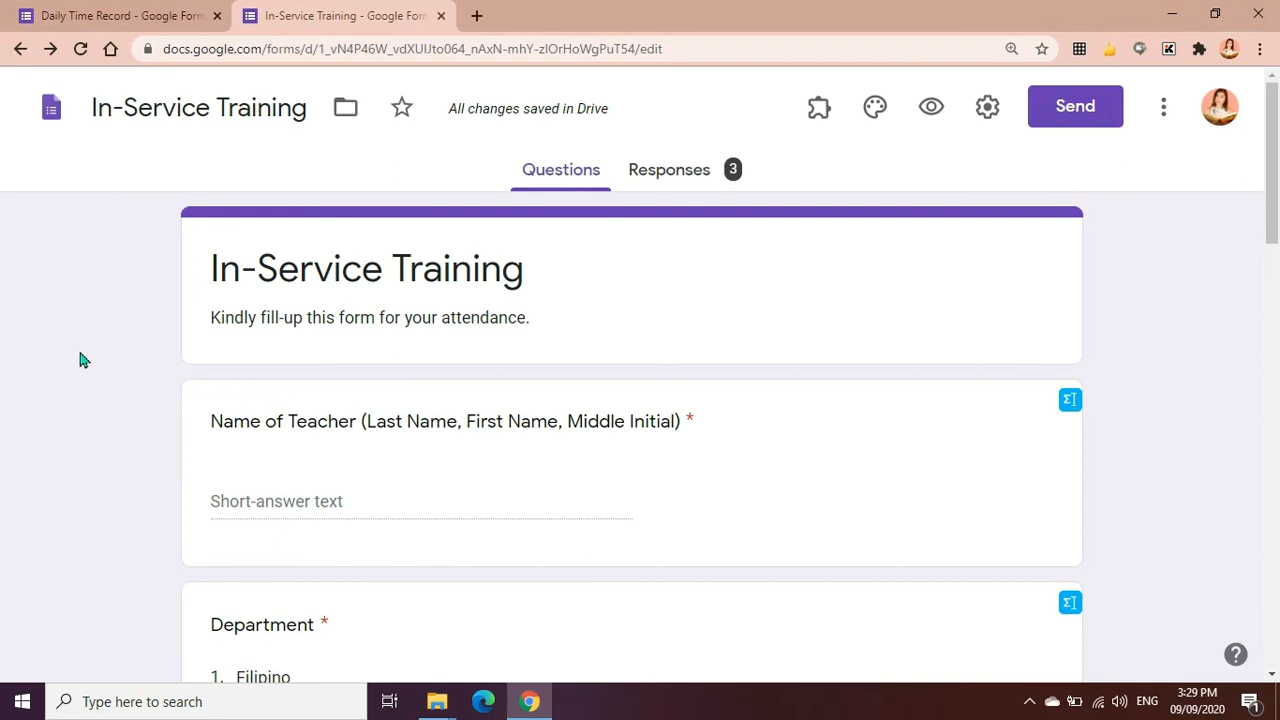 Daily Time Record - Google Forn
In-Service Training - Google Form
docs.google.com/forms/d/1_vN4P46W_vdXUIJto064_nAxN-mhY-zIOrHoWgPuT54/edit
In-Service Training
All changes saved in Drive
Send
Questions
Responses 3
In-Service Training
Kindly fill-up this form for your attendance.
Name of Teacher (Last Name, First Name, Middle Initial) *
Short-answer text
Department *
1. Filipino
Type here to search
ENG
3:29 PM
09/09/2020
1